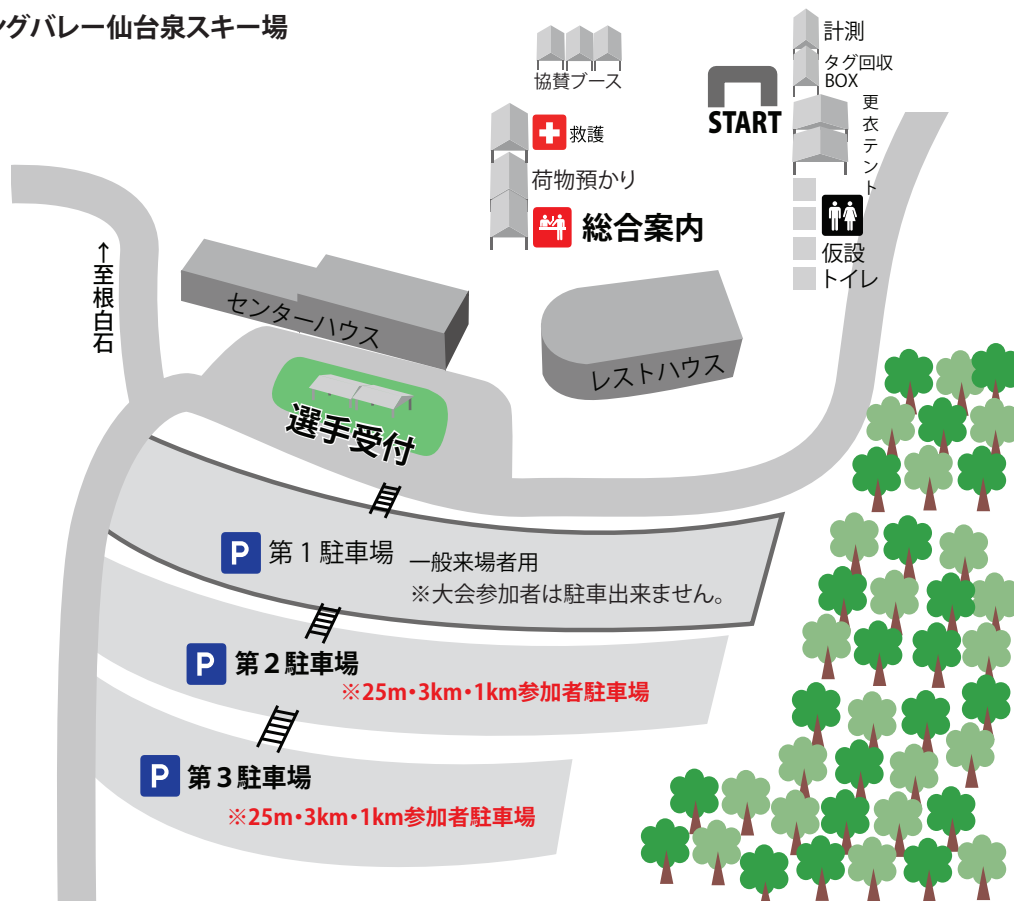 ングバレー仙台泉スキー場
協賛ブース
START
計測
タグ回収
BOX
更衣テント
救護
荷物預かり
総合案内
仮設
トイレ
↑至根白石
センターハウス
レストハウス
選手受付
P 第1駐車場 一般来場者用
※大会参加者は駐車出来ません。
P 第2駐車場
※25m・3km・1km参加者駐車場
P 第3駐車場
※25m・3km・1km参加者駐車場